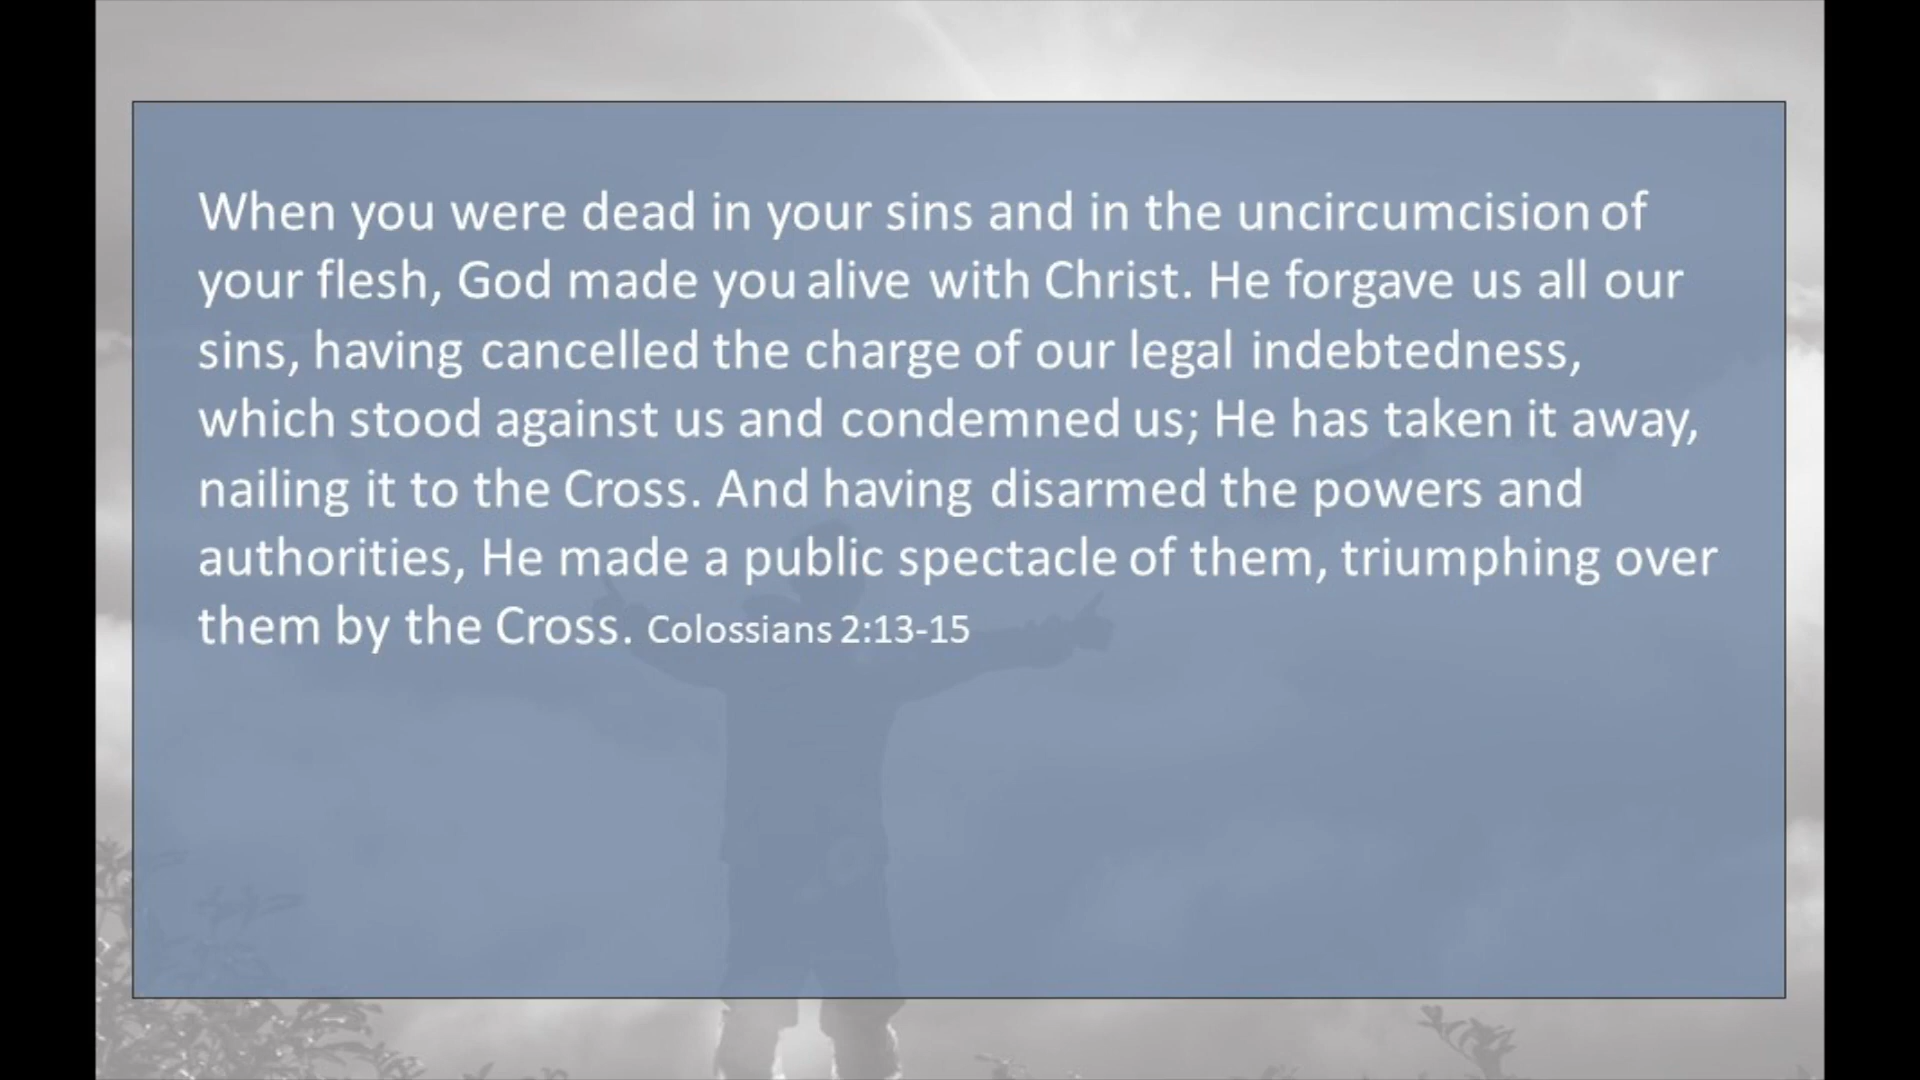 When you were dead in your sins and in the uncircumcision of
your flesh, God made you alive with Christ. He forgave us all our
sins, having cancelled the charge of our legal indebtedness,
which stood against us and condemned us; He has taken it away,
nailing it to the Cross. And having disarmed the powers and
authorities, He made a public spectacle of them, triumphing over
them by the Cross. Colossians 2:13-15